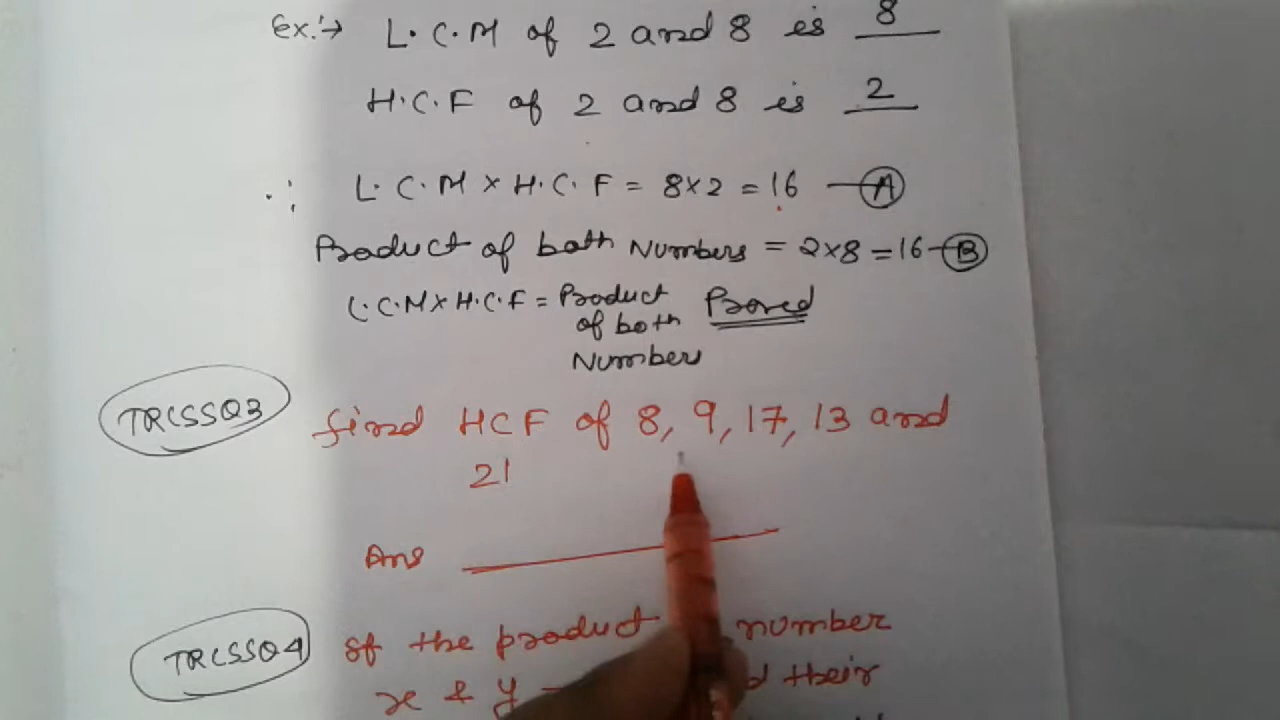 Ex:→ L.C.M of 2 and 8 is 8
H.C.F of 2 and 8 is 2
∴ L.C.M × H.C.F = 8×2 = 16 — A
Product of both Numbers = 2×8 = 16 — B
L.C.M × H.C.F = Product of both Number Proved
TRCSSQ3 find HCF of 8, 9, 17, 13 and
21
Ans
TRCSSQ4 If the product number
x & y their